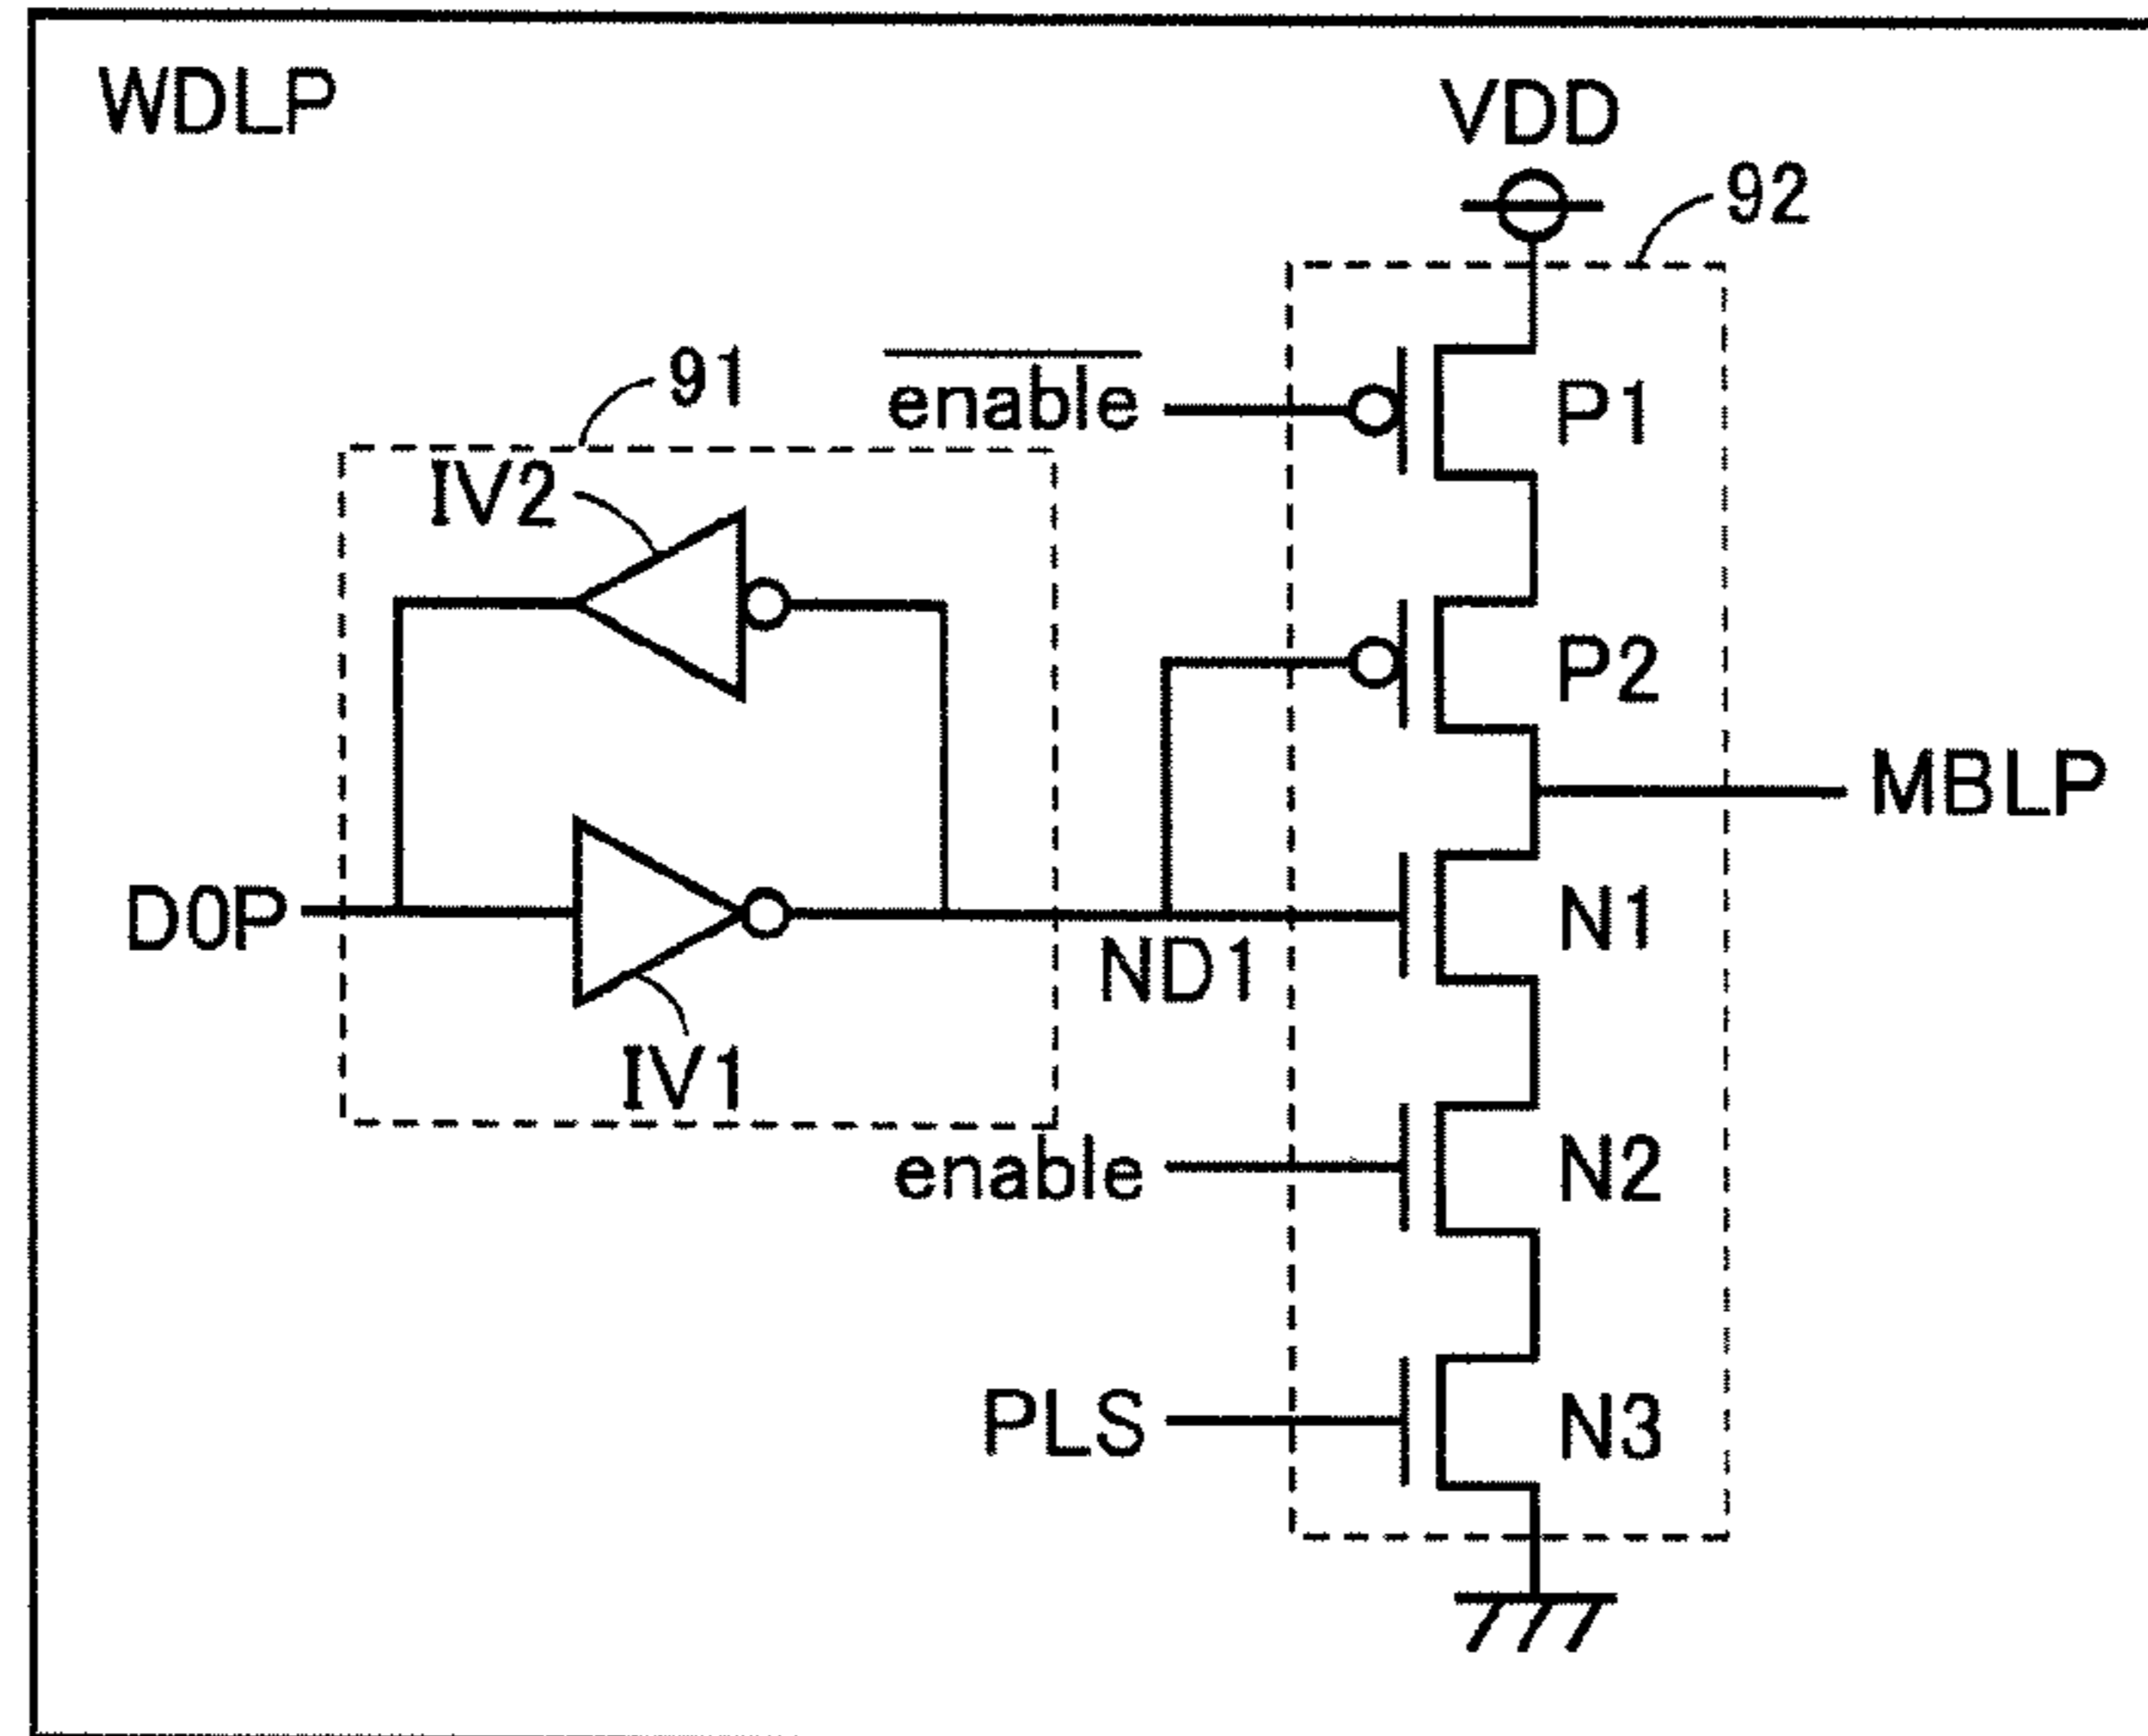 WDLP
VDD
92
91
enable
P1
IV2
P2
MBLP
D0P
N1
ND1
IV1
enable
N2
PLS
N3